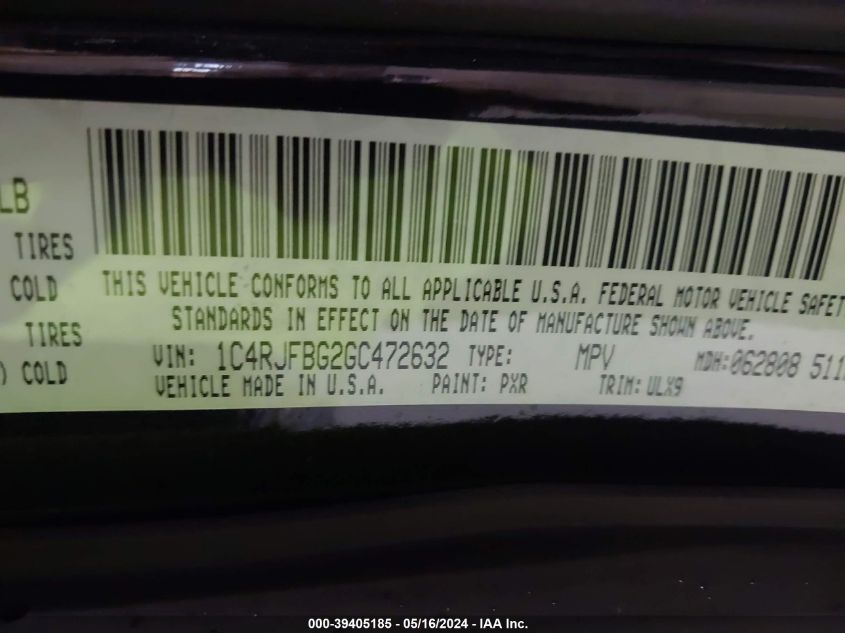 LB
TIRES
COLD
TIRES
) COLD
THIS VEHICLE CONFORMS TO ALL APPLICABLE U.S.A. FEDERAL MOTOR VEHICLE SAFET
STANDARDS IN EFFECT ON THE DATE OF MANUFACTURE SHOWN ABOVE.
VIN: 1C4RJFBG2GC472632 TYPE: MPV MDH:062808 511
VEHICLE MADE IN U.S.A. PAINT: PXR TRIM: ULX9
000-39405185 - 05/16/2024 - IAA Inc.